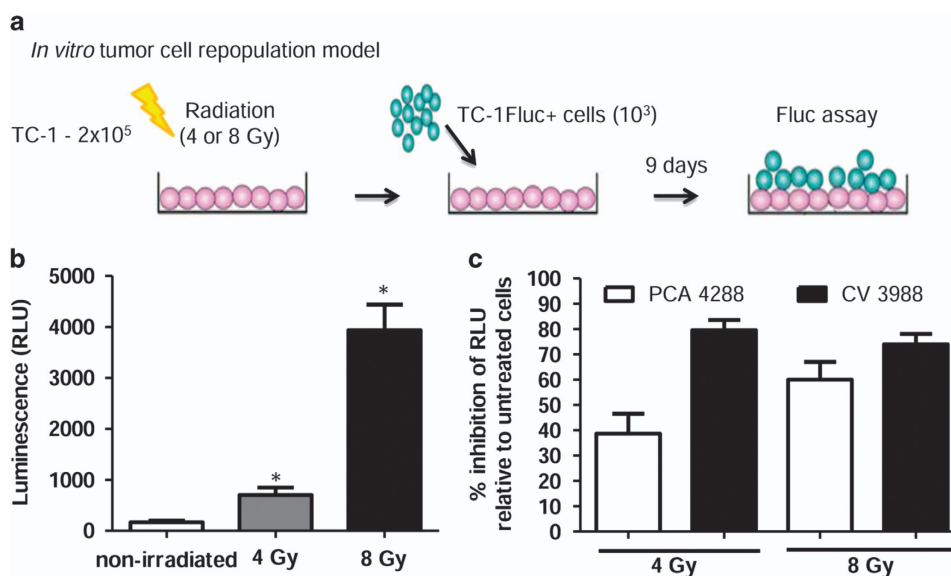 a
In vitro tumor cell repopulation model
TC-1 - 2x10⁵
Radiation
(4 or 8 Gy)
TC-1Fluc+ cells (10³)
9 days
Fluc assay
b
Luminescence (RLU)
5000
4000
3000
2000
1000
0
*
*
non-irradiated 4 Gy 8 Gy
c
% inhibition of RLU
relative to untreated cells
100
90
80
70
60
50
40
30
20
10
0
PCA 4288 CV 3988
4 Gy 8 Gy